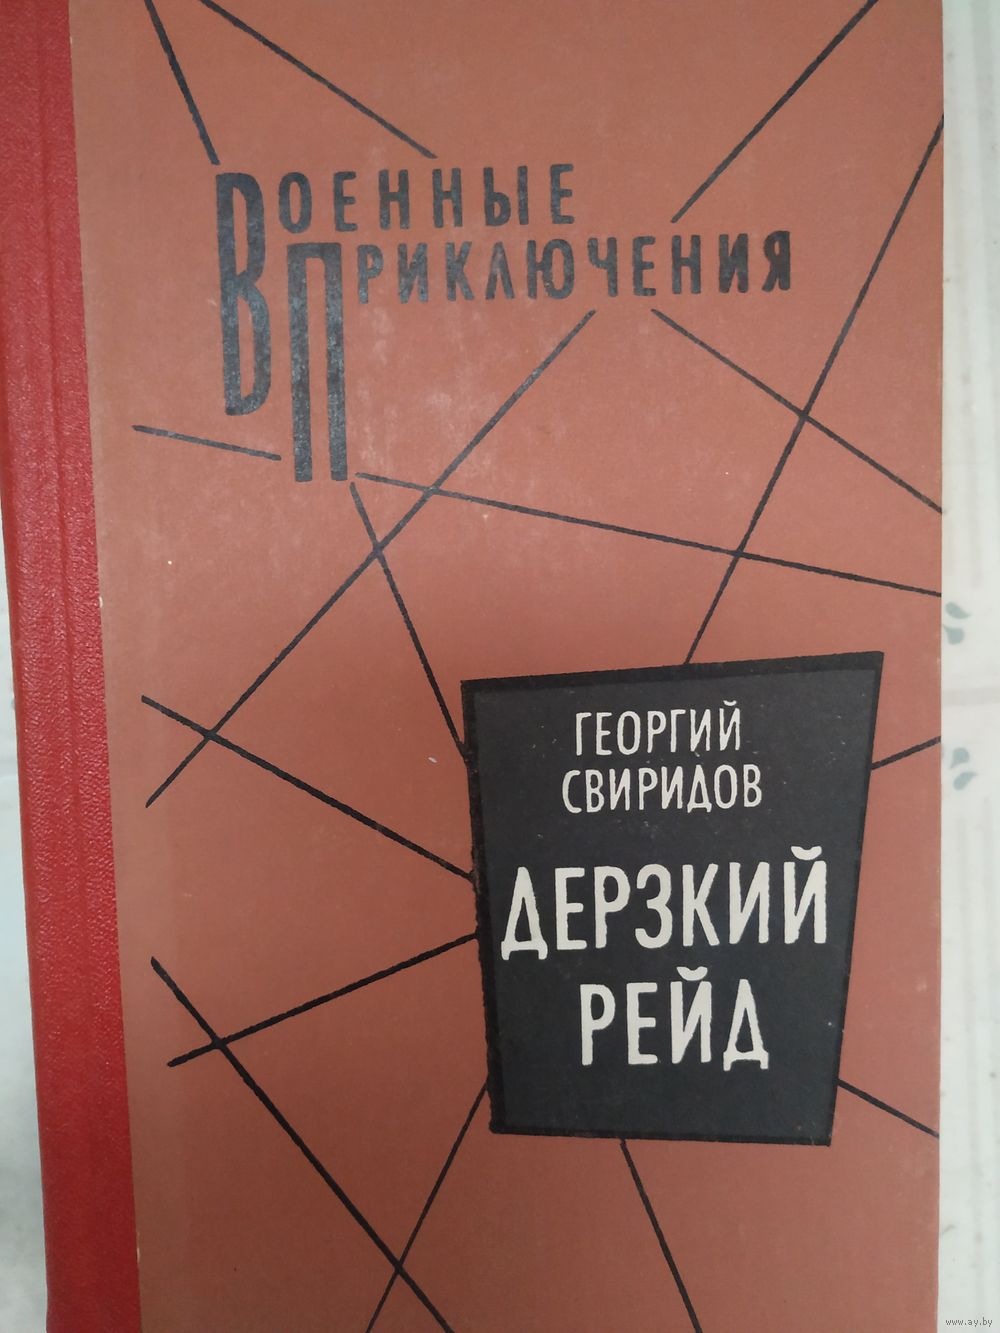 ВОЕННЫЕ
ПРИКЛЮЧЕНИЯ
ГЕОРГИЙ
СВИРИДОВ
ДЕРЗКИЙ
РЕЙД
www.ay.by